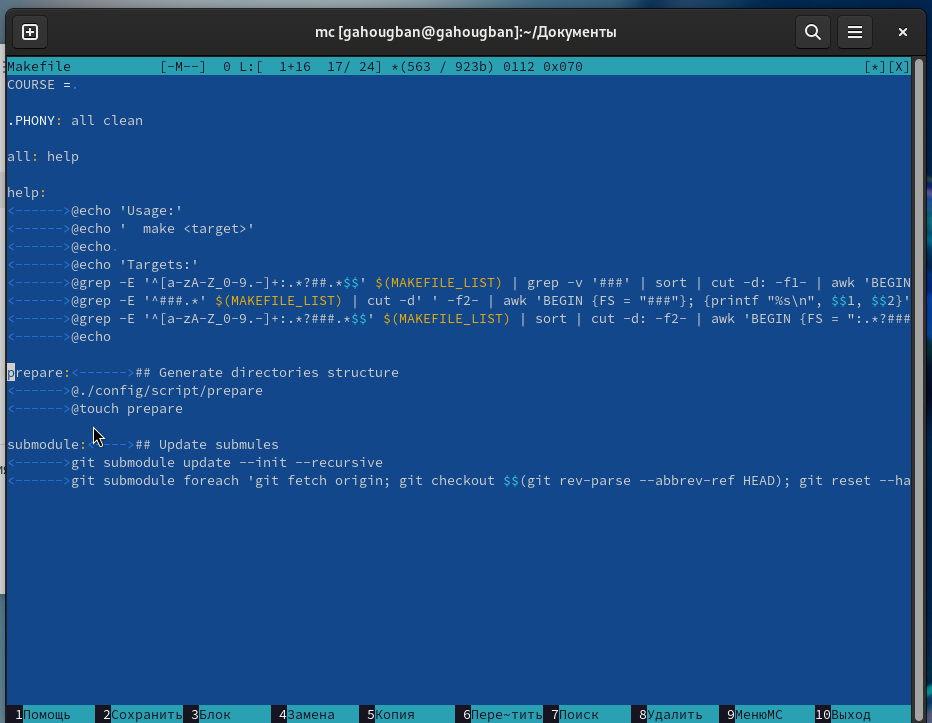 mc [gahougban@gahougban]:~/Документы
Makefile [-M--] 0 L:[ 1+16 17/ 24] *(563 / 923b) 0112 0x070 [*][X]
COURSE =.
.PHONY: all clean
all: help
help:
<------>@echo 'Usage:'
<------>@echo '  make <target>'
<------>@echo.
<------>@echo 'Targets:'
<------>@grep -E '^[a-zA-Z_0-9.-]+:.*?##.*$$' $(MAKEFILE_LIST) | grep -v '###' | sort | cut -d: -f1- | awk 'BEGIN
<------>@grep -E '^###.*' $(MAKEFILE_LIST) | cut -d' ' -f2- | awk 'BEGIN {FS = "###"}; {printf "%s\n", $$1, $$2}'
<------>@grep -E '^[a-zA-Z_0-9.-]+:.*?###.*$$' $(MAKEFILE_LIST) | sort | cut -d: -f2- | awk 'BEGIN {FS = ":.*?###
<------>@echo
prepare:<------>## Generate directories structure
<------>@./config/script/prepare
<------>@touch prepare
submodule:<---->## Update submules
<------>git submodule update --init --recursive
<------>git submodule foreach 'git fetch origin; git checkout $$(git rev-parse --abbrev-ref HEAD); git reset --ha
1Помощь 2Сохранить 3Блок 4Замена 5Копия 6Пере~тить 7Поиск 8Удалить 9МенюMC 10Выход